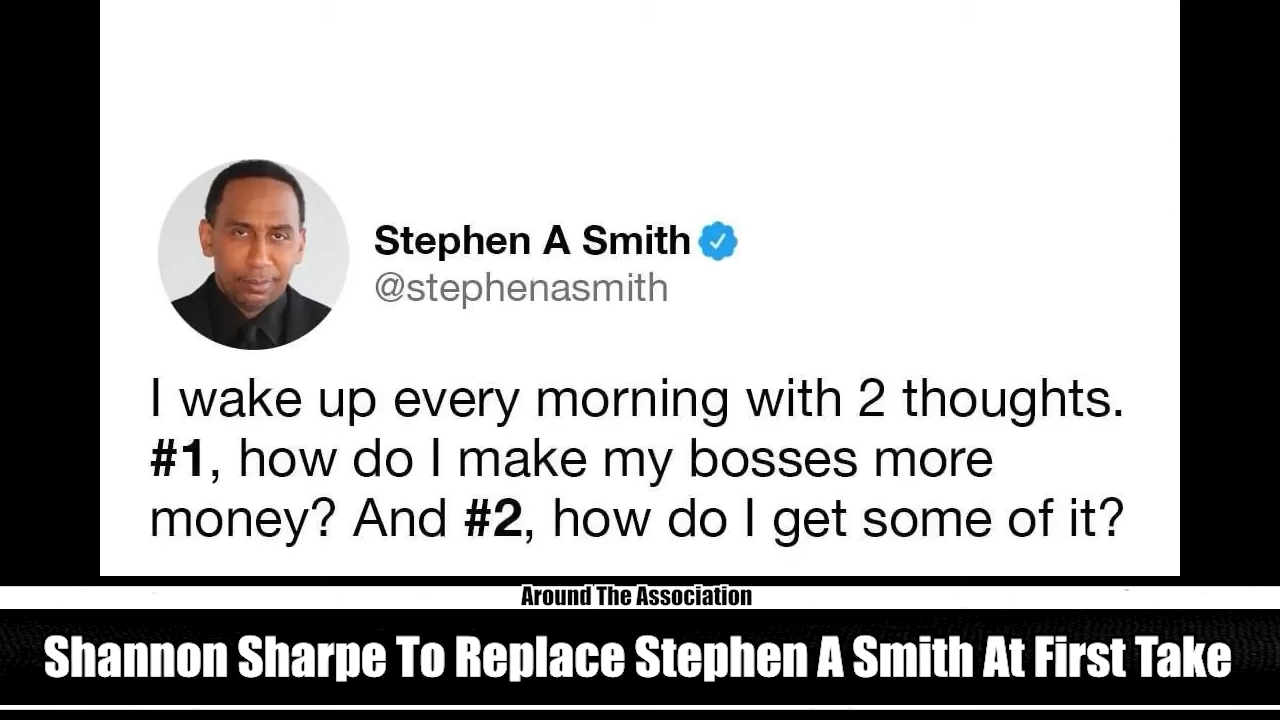 Stephen A Smith
@stephenasmith
I wake up every morning with 2 thoughts.
#1, how do I make my bosses more
money? And #2, how do I get some of it?
Around The Association
Shannon Sharpe To Replace Stephen A Smith At First Take